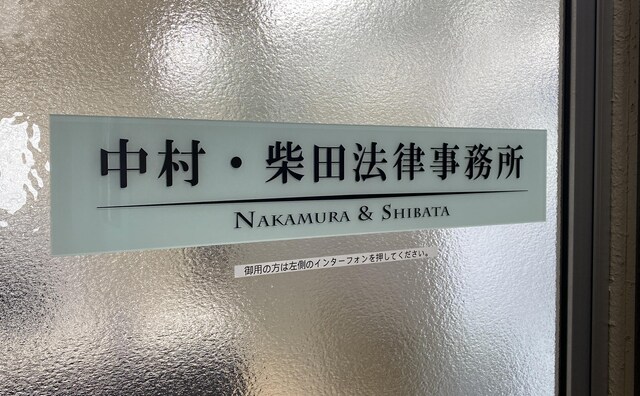 中村・柴田法律事務所
NAKAMURA & SHIBATA
御用の方は左側のインターフォンを押してください。